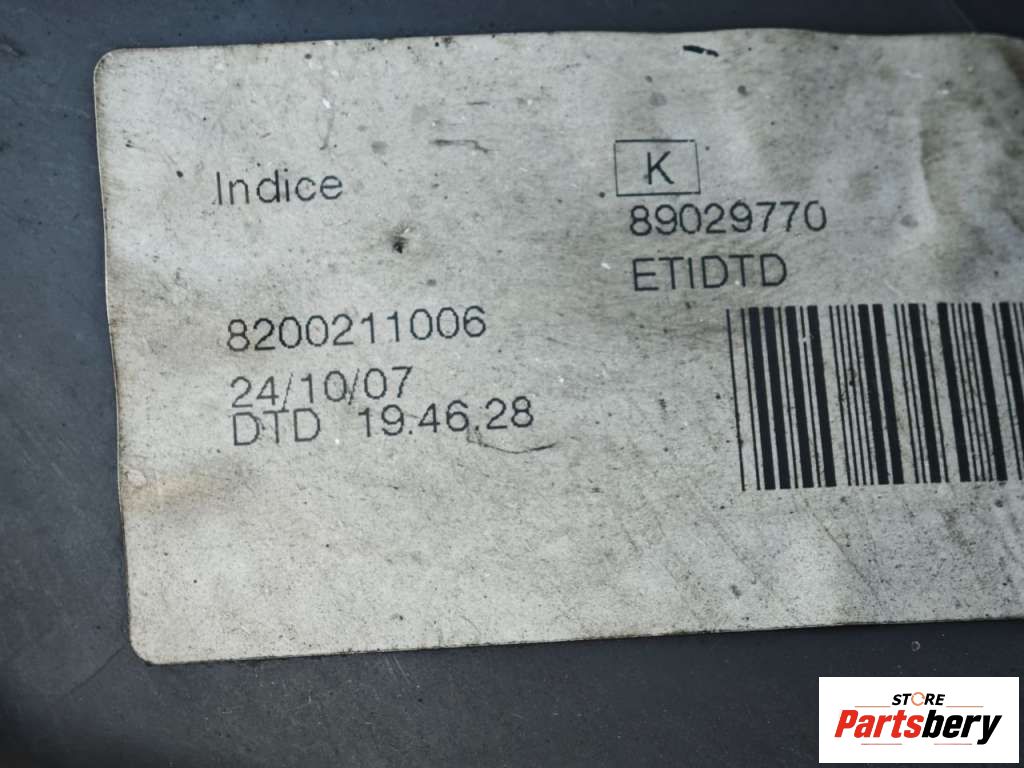 Indice
K
89029770
ETIDTD
8200211006
24/10/07
DTD 19.46.28
STORE
Partsbery